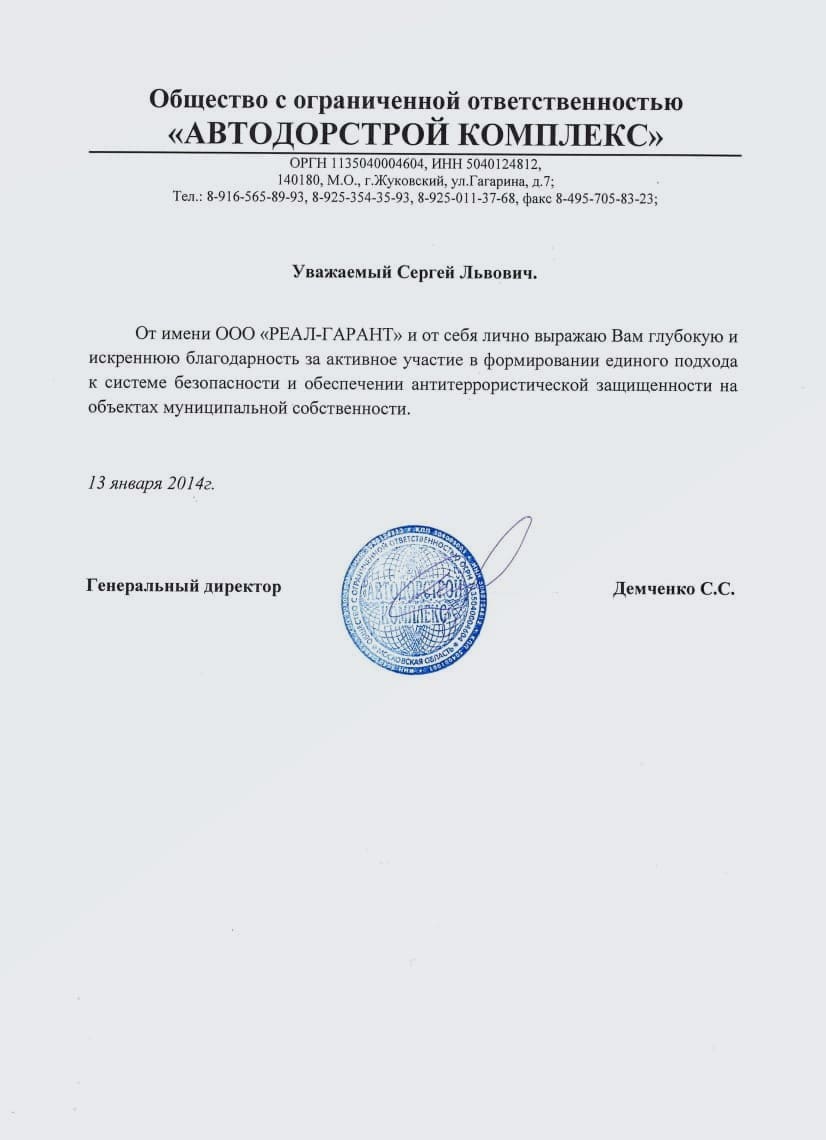 Общество с ограниченной ответственностью
«АВТОДОРСТРОЙ КОМПЛЕКС»
ОРГН 1135040004604, ИНН 5040124812,
140180, М.О., г.Жуковский, ул.Гагарина, д.7;
Тел.: 8-916-565-89-93, 8-925-354-35-93, 8-925-011-37-68, факс 8-495-705-83-23;
Уважаемый Сергей Львович.
От имени ООО «РЕАЛ-ГАРАНТ» и от себя лично выражаю Вам глубокую и
искреннюю благодарность за активное участие в формировании единого подхода
к системе безопасности и обеспечении антитеррористической защищенности на
объектах муниципальной собственности.
13 января 2014г.
Генеральный директор
«АВТОДОРСТРОЙ
КОМПЛЕКС»
ОБЩЕСТВО С ОГРАНИЧЕННОЙ ОТВЕТСТВЕННОСТЬЮ ОГРН 1135040004604
МОСКОВСКАЯ ОБЛАСТЬ
Демченко С.С.